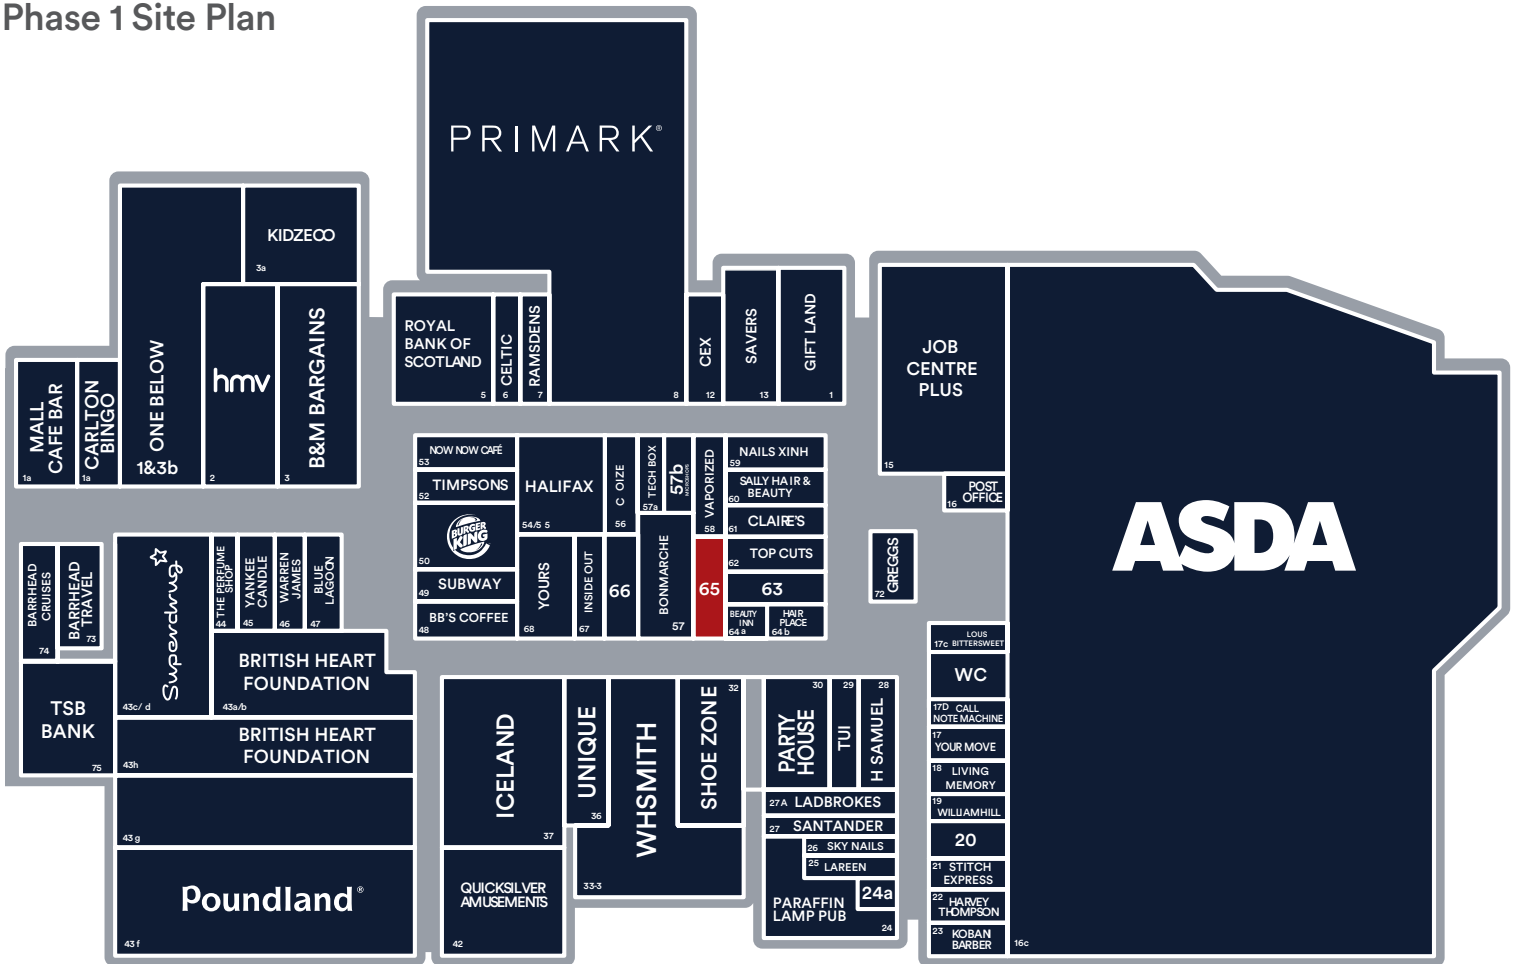 Phase 1 Site Plan
PRIMARK®
8
KIDZECO
3a
ONE BELOW
1&3b
hmv
2
B&M BARGAINS
3
MALL
CAFE BAR
1a
CARLTON
BINGO
1a
ROYAL
BANK OF
SCOTLAND
5
CELTIC
6
RAMSDENS
7
CEX
12
SAVERS
13
GIFT LAND
1
JOB
CENTRE
PLUS
15
POST
OFFICE
16
ASDA
16c
NOW NOW CAFÉ
53
TIMPSONS
52
BURGER
KING
50
SUBWAY
49
BB'S COFFEE
48
HALIFAX
54/5 5
C OIZE
56
TECH BOX
57a
57b
VAPORIZED
58
NAILS XINH
59
SALLY HAIR &
BEAUTY
60
CLAIRE'S
61
TOP CUTS
62
63
BEAUTY
INN
64 a
HAIR
PLACE
64 b
YOURS
68
INSIDE OUT
67
66
BONMARCHE
57
65
GREGGS
72
BARRHEAD
CRUISES
74
BARRHEAD
TRAVEL
73
TSB
BANK
75
Superdrug
43c/ d
THE PERFUME
SHOP
44
YANKEE
CANDLE
45
WARREN
JAMES
46
BLUE
LAGOON
47
BRITISH HEART
FOUNDATION
43a/b
BRITISH HEART
FOUNDATION
43h
43 g
Poundland®
43 f
ICELAND
37
QUICKSILVER
AMUSEMENTS
42
UNIQUE
36
WHSMITH
33-3
SHOE ZONE
32
PARTY
HOUSE
30
TUI
29
H SAMUEL
28
27A LADBROKES
27 SANTANDER
26 SKY NAILS
25 LAREEN
24a
PARAFFIN
LAMP PUB
24
LOUS
17c BITTERSWEET
WC
17D CALL
NOTE MACHINE
17
YOUR MOVE
18 LIVING
MEMORY
19
WILLIAMHILL
20
21 STITCH
EXPRESS
22 HARVEY
THOMPSON
23 KOBANI
BARBER